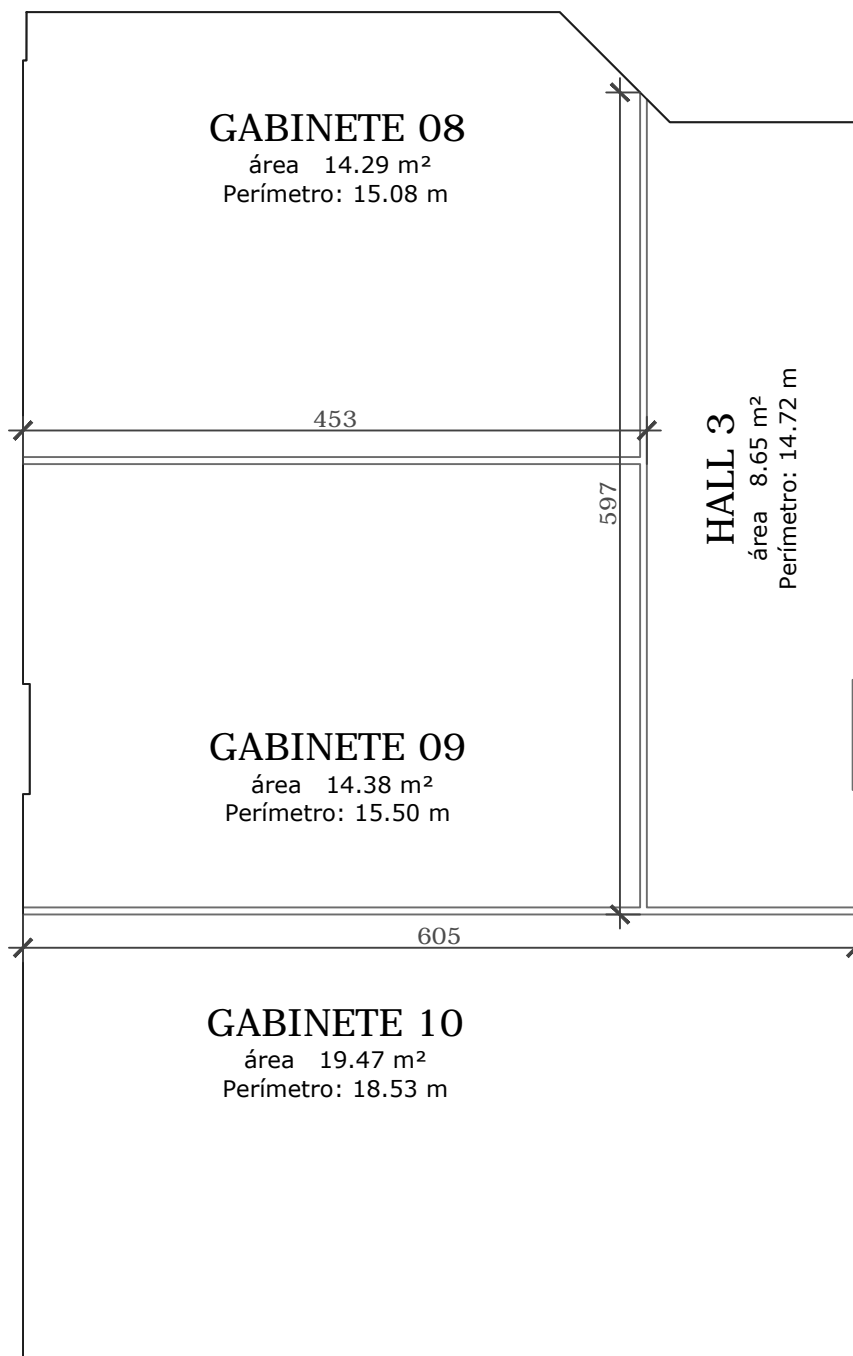 GABINETE 08
área 14.29 m²
Perímetro: 15.08 m
453
597
HALL 3
área 8.65 m²
Perímetro: 14.72 m
GABINETE 09
área 14.38 m²
Perímetro: 15.50 m
605
GABINETE 10
área 19.47 m²
Perímetro: 18.53 m